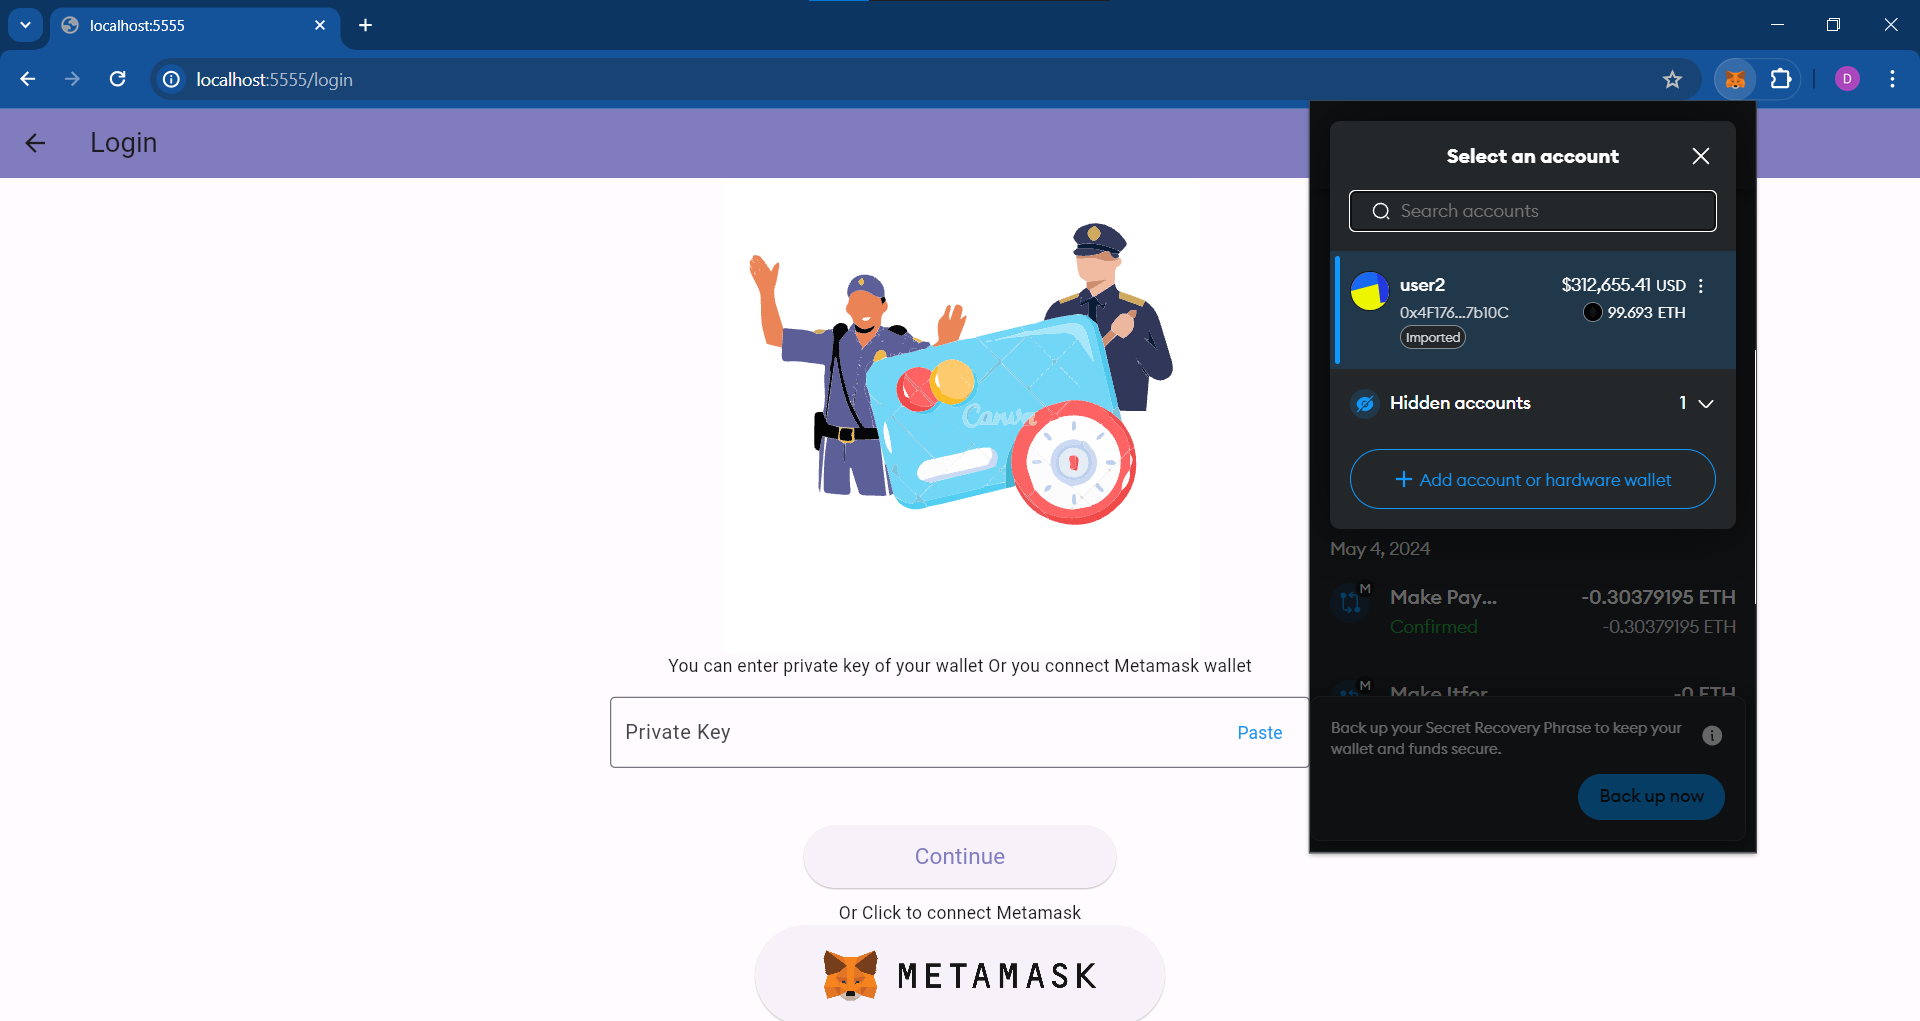 localhost:5555
localhost:5555/login
D
Login
Canva
You can enter private key of your wallet Or you connect Metamask wallet
Private Key
Paste
Continue
Or Click to connect Metamask
METAMASK
Select an account
Search accounts
user2
$312,655.41 USD
0x4F176...7b10C
99.693 ETH
Imported
Hidden accounts
1
+ Add account or hardware wallet
May 4, 2024
M
Make Pay...
-0.30379195 ETH
Confirmed
-0.30379195 ETH
M
Make Itfor
-0 ETH
Back up your Secret Recovery Phrase to keep your
wallet and funds secure.
Back up now